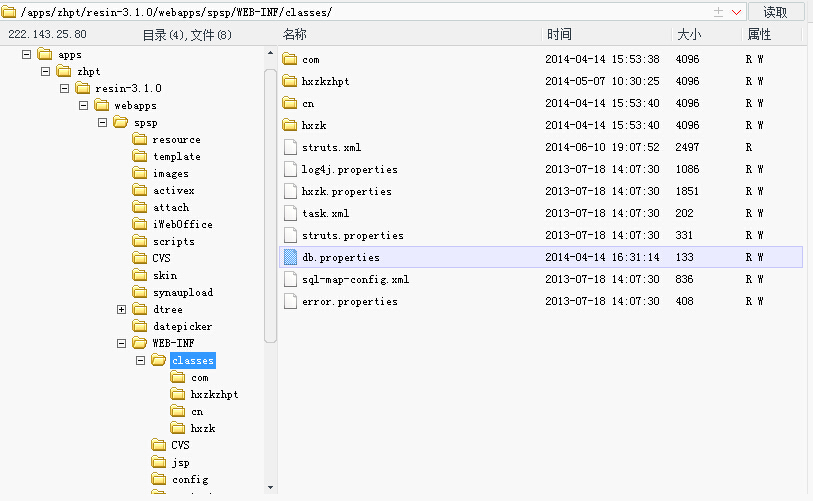 /apps/zhpt/resin-3.1.0/webapps/spsp/WEB-INF/classes/ 读取
222.143.25.80 目录(4),文件(8)
apps
zhpt
resin-3.1.0
webapps
spsp
resource
template
images
activex
attach
iWebOffice
scripts
CVS
skin
synaupload
dtree
datepicker
WEB-INF
classes
com
hxzkzhpt
cn
hxzk
CVS
jsp
config
名称 时间 大小 属性
com 2014-04-14 15:53:38 4096 R W
hxzkzhpt 2014-05-07 10:30:25 4096 R W
cn 2014-04-14 15:53:40 4096 R W
hxzk 2014-04-14 15:53:40 4096 R W
struts.xml 2014-06-10 19:07:52 2497 R
log4j.properties 2013-07-18 14:07:30 1086 R W
hxzk.properties 2013-07-18 14:07:30 1851 R W
task.xml 2013-07-18 14:07:30 202 R W
struts.properties 2013-07-18 14:07:30 331 R W
db.properties 2014-04-14 16:31:14 133 R W
sql-map-config.xml 2013-07-18 14:07:30 836 R W
error.properties 2013-07-18 14:07:30 408 R W